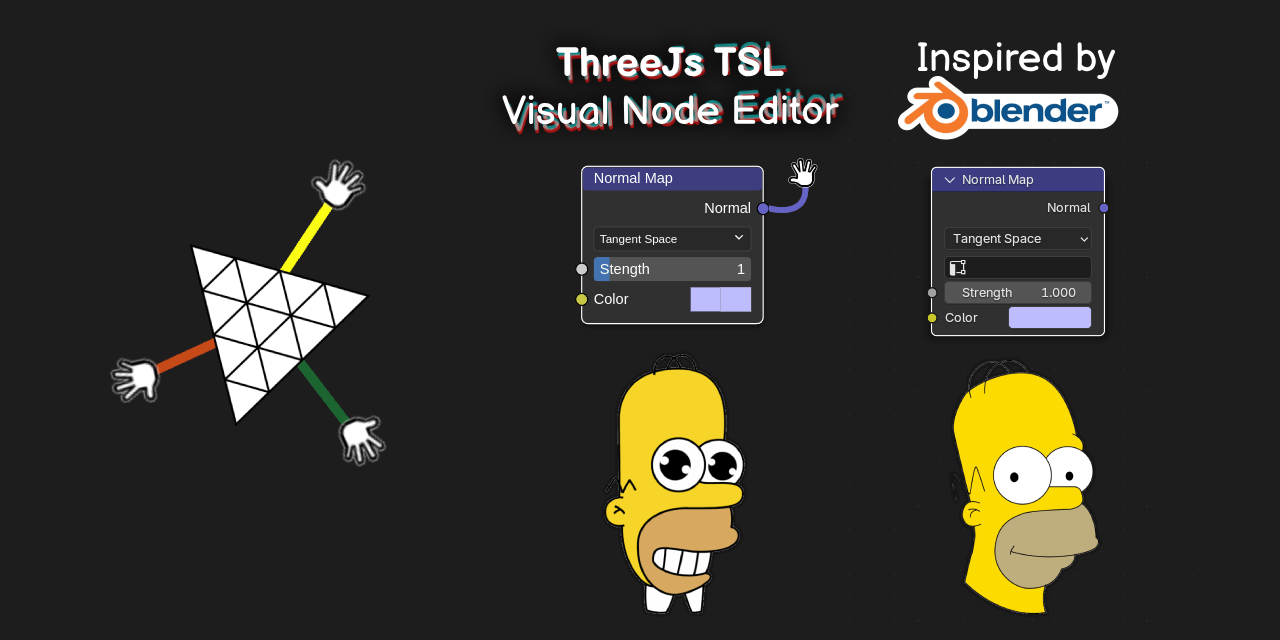 ThreeJs TSL
Visual Node Editor
Inspired by
blender™
Normal Map
Normal
Tangent Space
Stength 1
Color
Normal Map
Normal
Tangent Space
Strength 1.000
Color